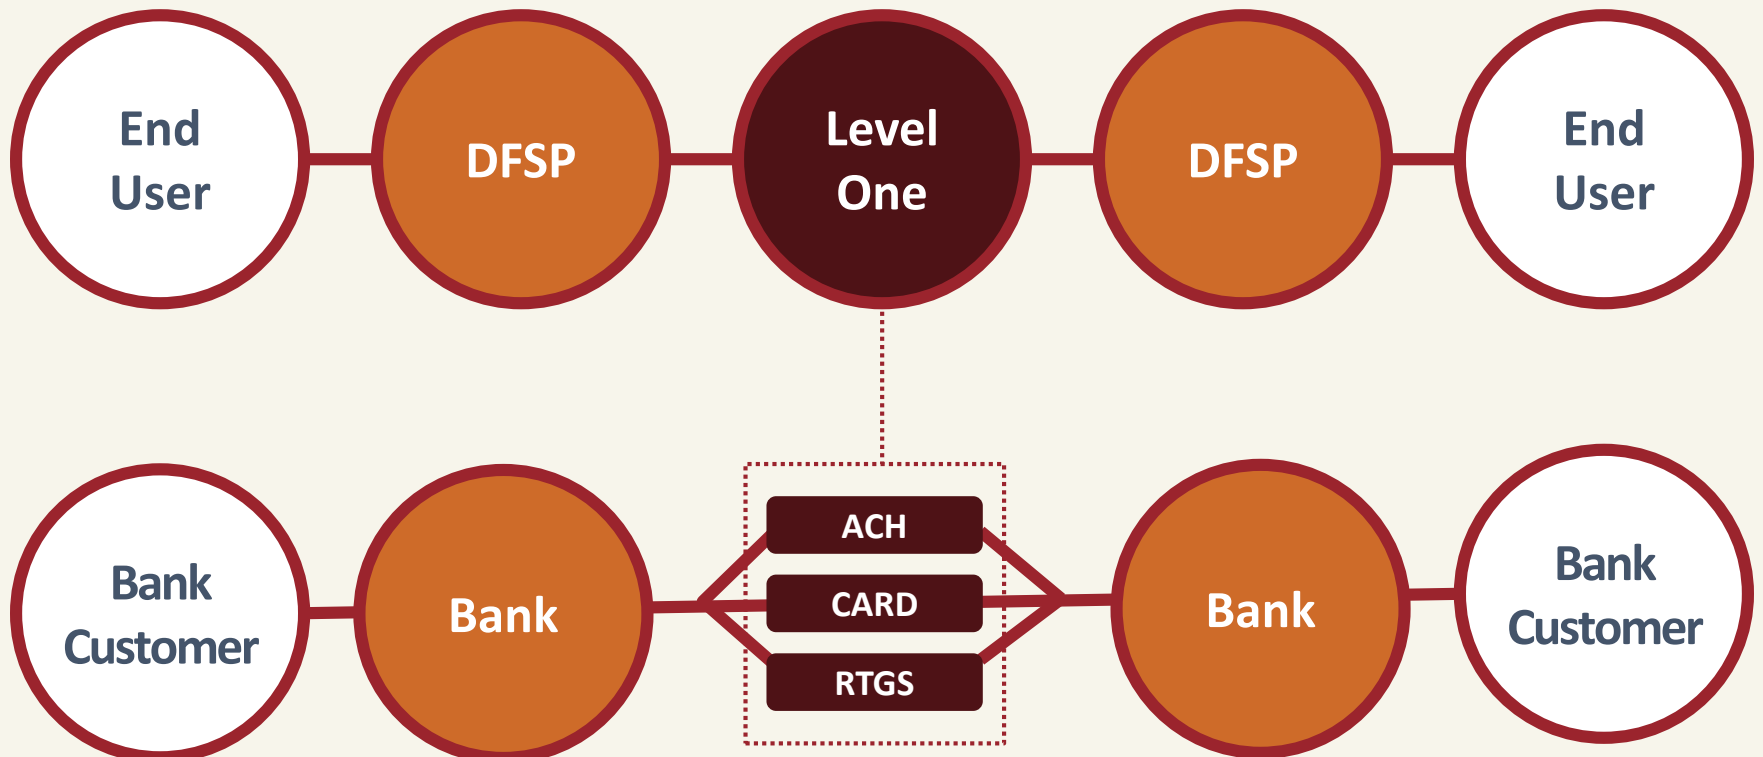 End
User
DFSP
Level
One
DFSP
End
User
Bank
Customer
Bank
ACH
CARD
RTGS
Bank
Bank
Customer